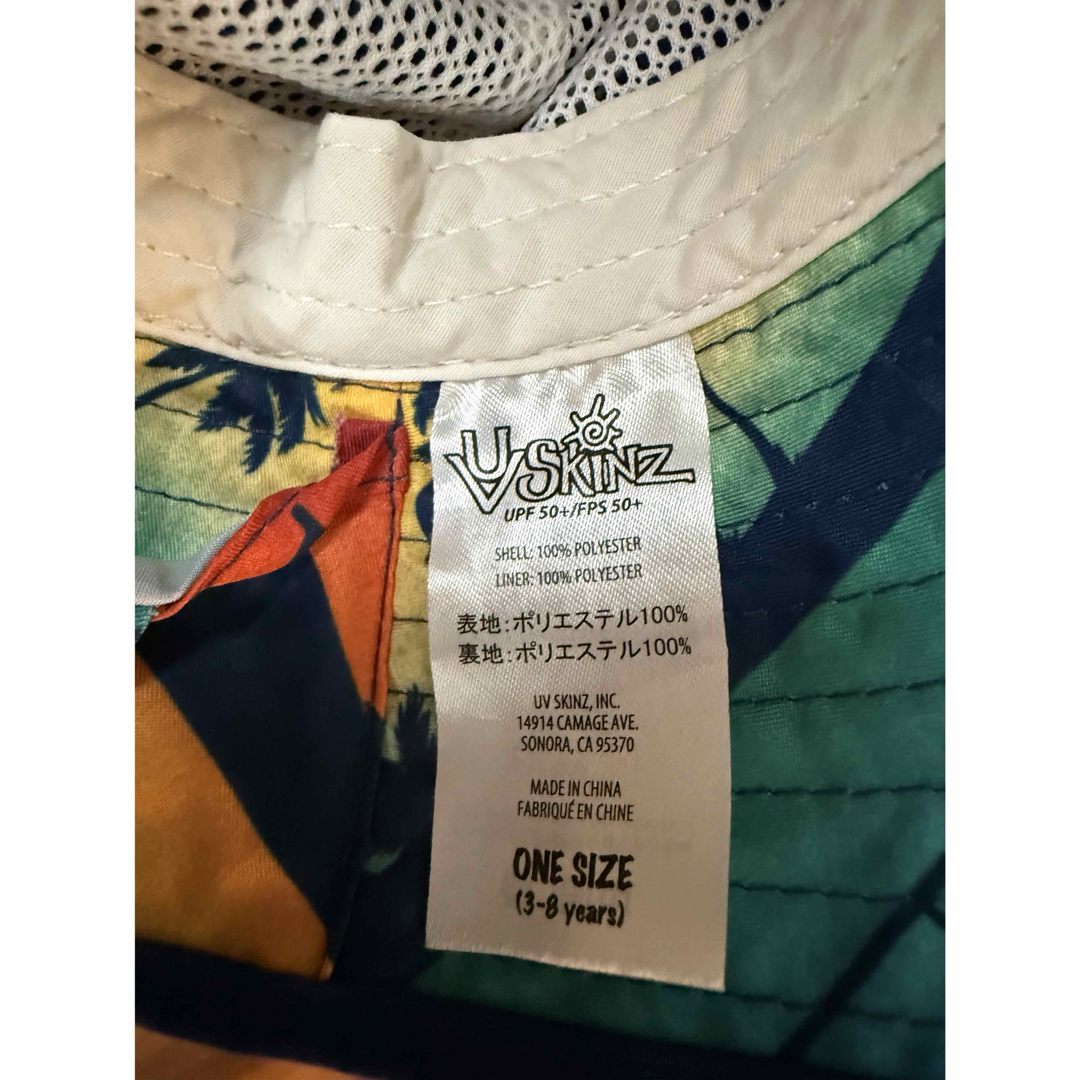 UV SKINZ
UPF 50+/FPS 50+
SHELL: 100% POLYESTER
LINER: 100% POLYESTER
表地:ポリエステル100%
裏地:ポリエステル100%
UV SKINZ, INC.
14914 CAMAGE AVE.
SONORA, CA 95370
MADE IN CHINA
FABRIQUÉ EN CHINE
ONE SIZE
(3-8 years)